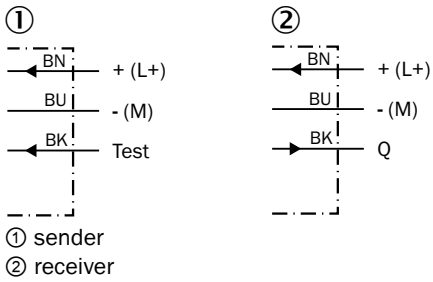 ① ②
BN + (L+) BN + (L+)
BU - (M) BU - (M)
BK Test BK Q
① sender
② receiver